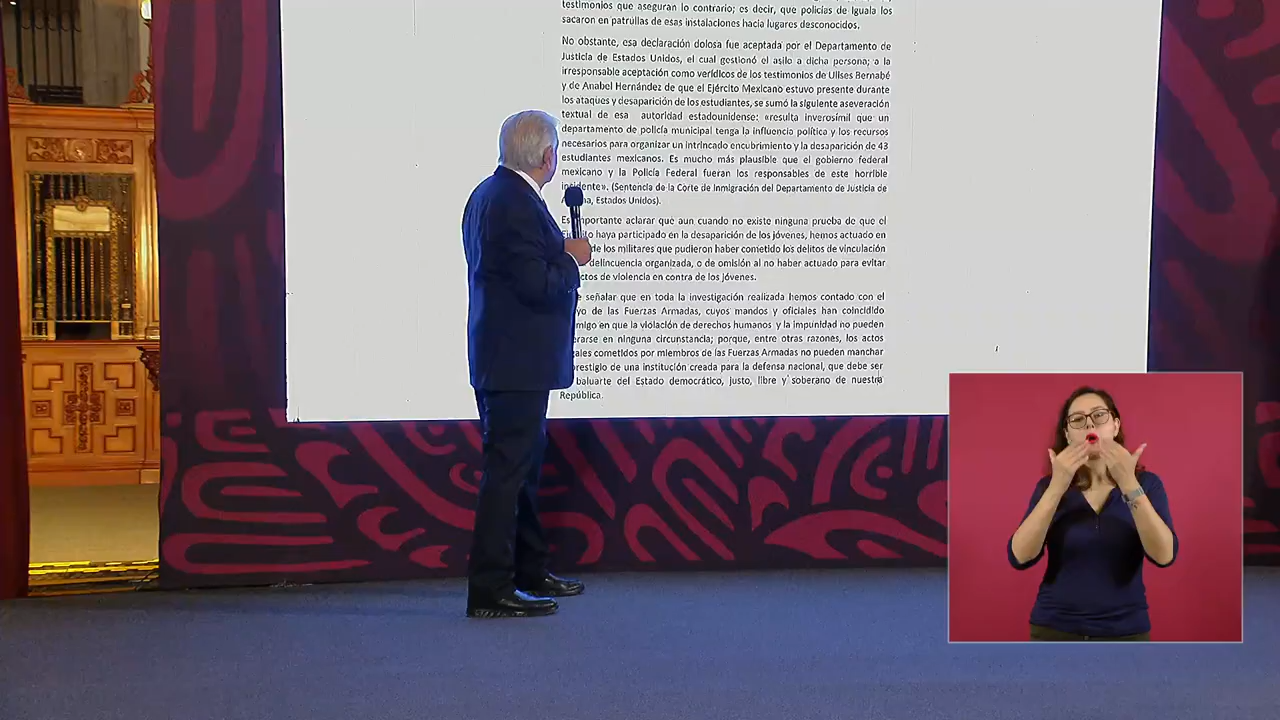 testimonios que aseguran lo contrario; es decir, que policías de Iguala los
sacaron en patrullas de esas instalaciones hacia lugares desconocidos.
No obstante, esa declaración dolosa fue aceptada por el Departamento de
Justicia de Estados Unidos, el cual gestionó el asilo a dicha persona; a la
irresponsable aceptación como verídicos de los testimonios de Ulises Bernabé
y de Anabel Hernández de que el Ejército Mexicano estuvo presente durante
los ataques y desaparición de los estudiantes, se sumó la siguiente aseveración
textual de esa autoridad estadounidense: «resulta inverosímil que un
departamento de policía municipal tenga la influencia política y los recursos
necesarios para organizar un intrincado encubrimiento y la desaparición de 43
estudiantes mexicanos. Es mucho más plausible que el gobierno federal
mexicano y la Policía Federal fueran los responsables de este horrible
incidente». (Sentencia de la Corte de Inmigración del Departamento de Justicia de
na, Estados Unidos).
Es importante aclarar que aun cuando no existe ninguna prueba de que el
haya participado en la desaparición de los jóvenes, hemos actuado en
de los militares que pudieron haber cometido los delitos de vinculación
delincuencia organizada, o de omisión al no haber actuado para evitar
ctos de violencia en contra de los jóvenes.
e señalar que en toda la investigación realizada hemos contado con el
yo de las Fuerzas Armadas, cuyos mandos y oficiales han coincidido
migo en que la violación de derechos humanos y la impunidad no pueden
erarse en ninguna circunstancia; porque, entre otras razones, los actos
ales cometidos por miembros de las Fuerzas Armadas no pueden manchar
prestigio de una institución creada para la defensa nacional, que debe ser
baluarte del Estado democrático, justo, libre y soberano de nuestra
República.